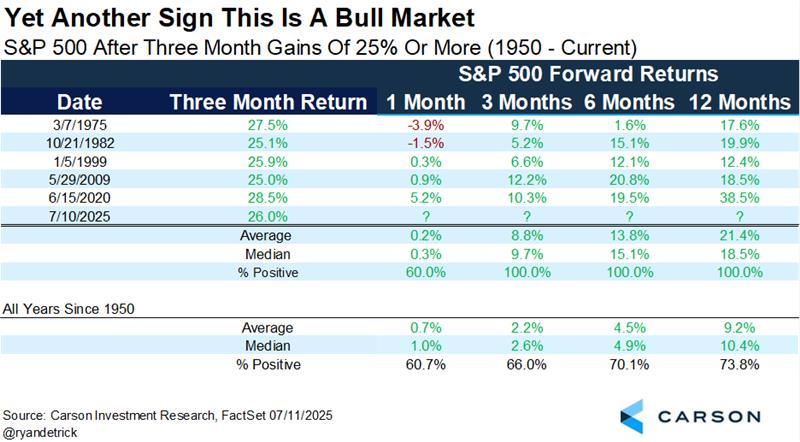 Yet Another Sign This Is A Bull Market
S&P 500 After Three Month Gains Of 25% Or More (1950 - Current)
S&P 500 Forward Returns
Date Three Month Return 1 Month 3 Months 6 Months 12 Months
3/7/1975 27.5% -3.9% 9.7% 1.6% 17.6%
10/21/1982 25.1% -1.5% 5.2% 15.1% 19.9%
1/5/1999 25.9% 0.3% 6.6% 12.1% 12.4%
5/29/2009 25.0% 0.9% 12.2% 20.8% 18.5%
6/15/2020 28.5% 5.2% 10.3% 19.5% 38.5%
7/10/2025 26.0% ? ? ? ?
Average 0.2% 8.8% 13.8% 21.4%
Median 0.3% 9.7% 15.1% 18.5%
% Positive 60.0% 100.0% 100.0% 100.0%
All Years Since 1950
Average 0.7% 2.2% 4.5% 9.2%
Median 1.0% 2.6% 4.9% 10.4%
% Positive 60.7% 66.0% 70.1% 73.8%
Source: Carson Investment Research, FactSet 07/11/2025
@ryandetrick
CARSON